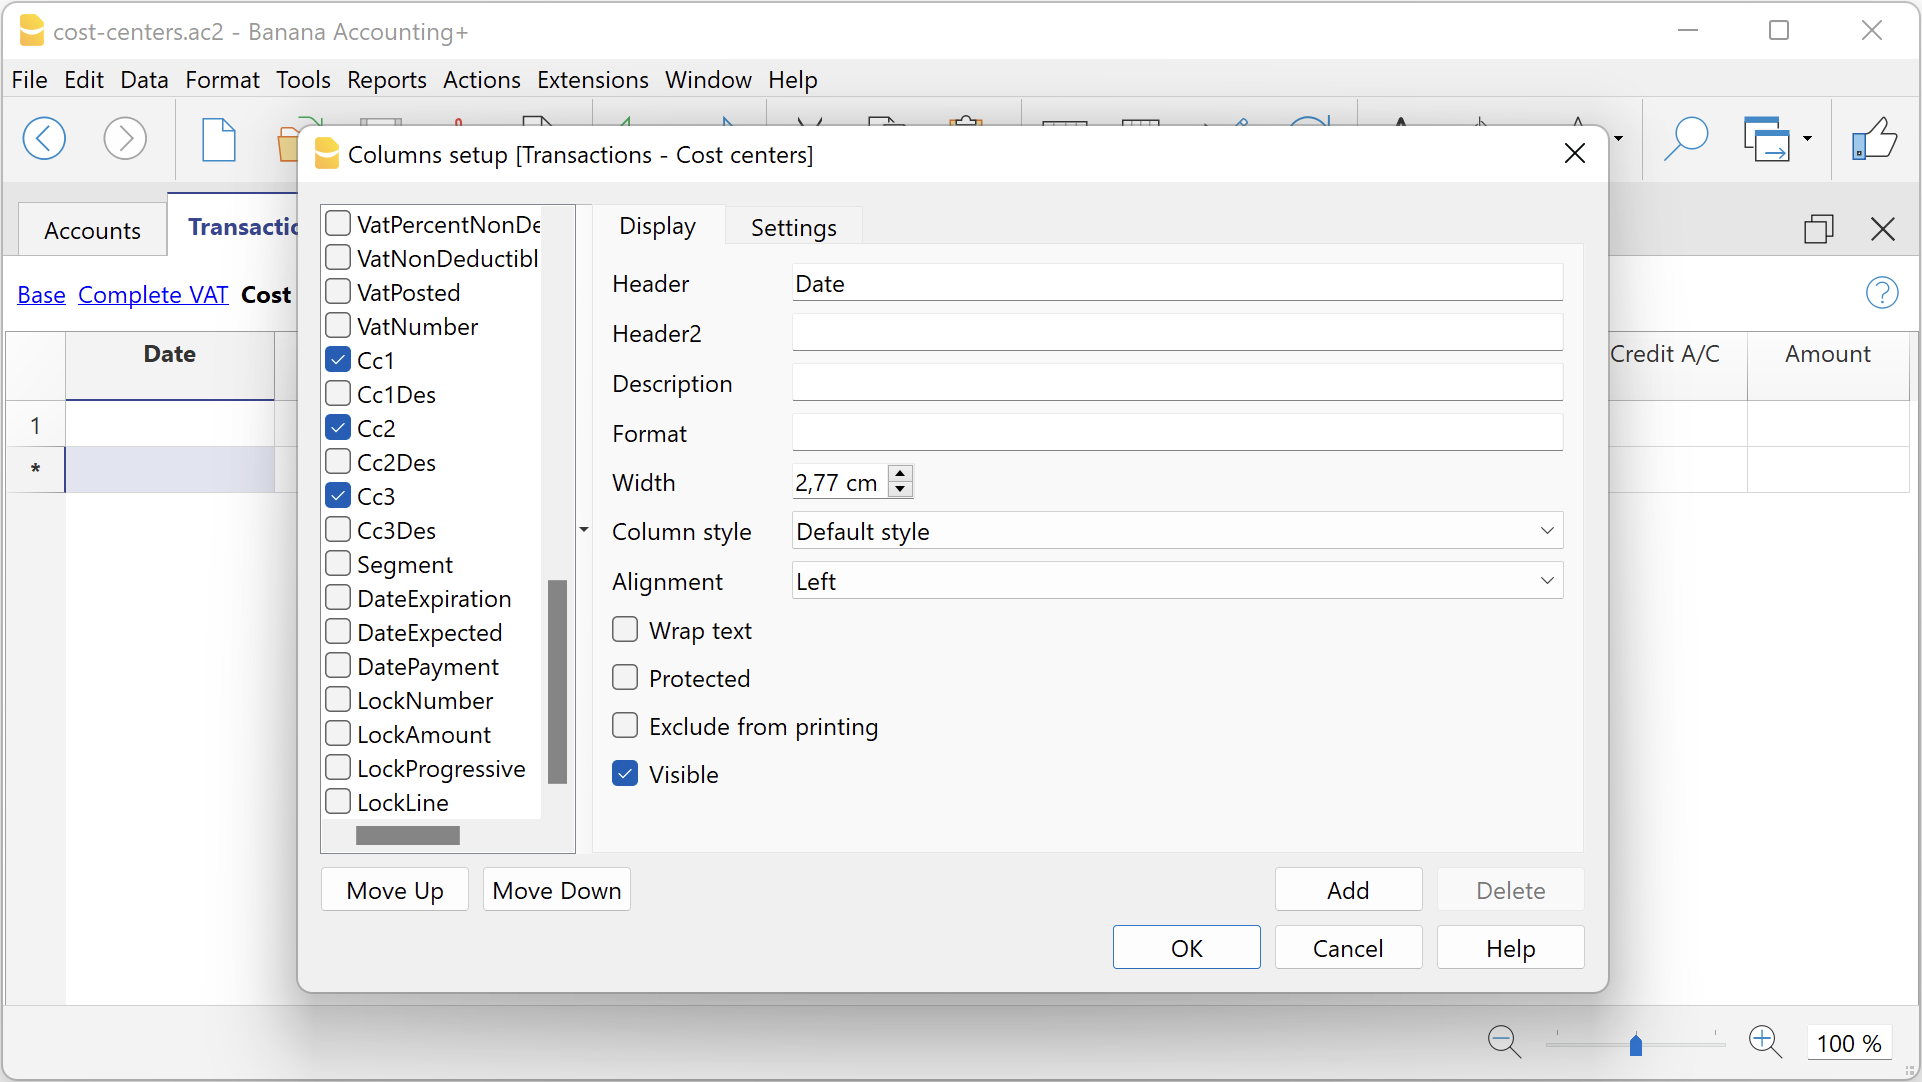 cost-centers.ac2 - Banana Accounting+
File Edit Data Format Tools Reports Actions Extensions Window Help
Columns setup [Transactions - Cost centers]
Accounts
Base Complete VAT Cost
Date
Credit A/C
Amount
1
*
VatPosted
VatNumber
Cc1
Cc1Des
Cc2
Cc2Des
Cc3
Cc3Des
Segment
DateExpiration
DateExpected
DatePayment
LockNumber
LockAmount
LockProgressive
LockLine
Move Up
Move Down
Display
Settings
Header Date
Header2
Description
Format
Width 2,77 cm
Column style Default style
Alignment Left
Wrap text
Protected
Exclude from printing
Visible
Add
Delete
OK
Cancel
Help
100 %